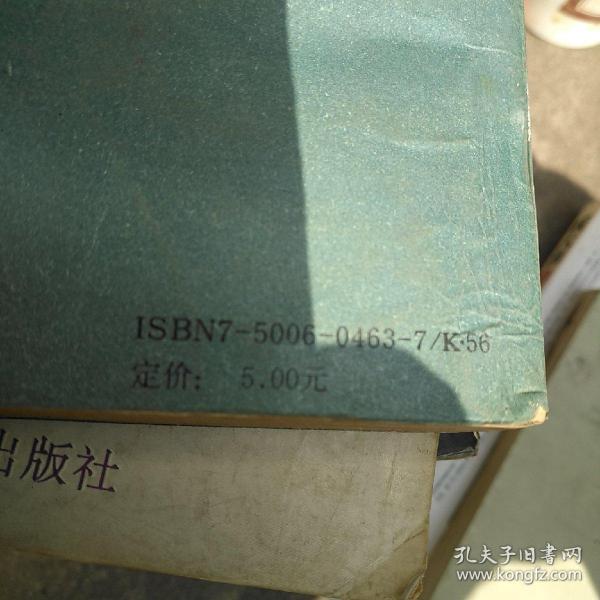 ISBN7-5006-0463-7/K·56
定价： 5.00元
出版社
孔夫子旧書网
www.kongfz.com